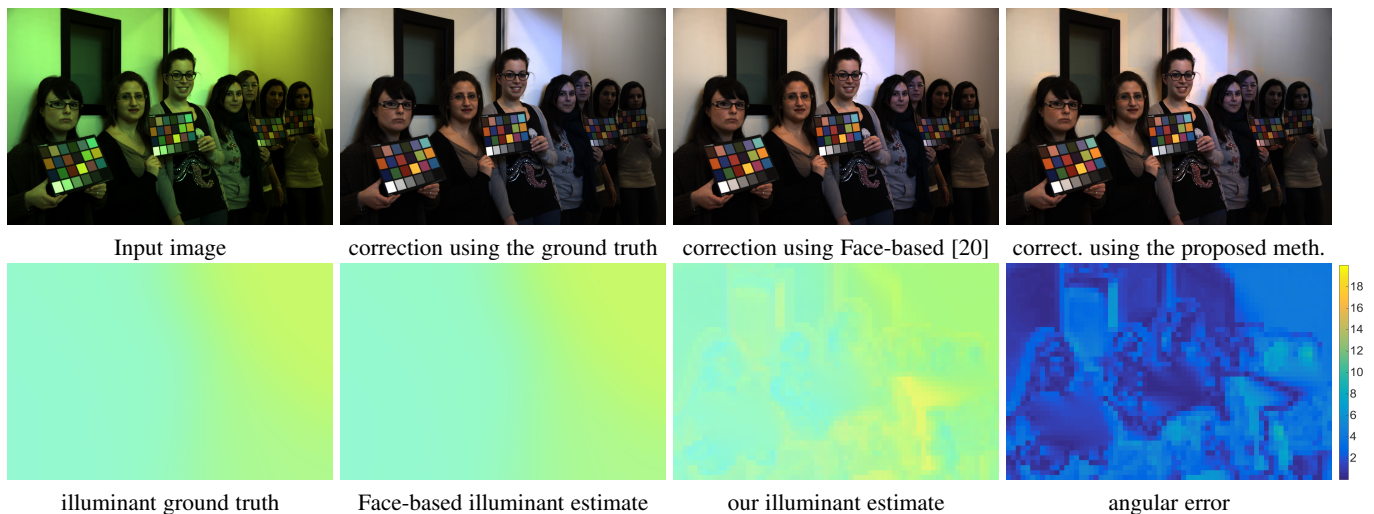 Input image
correction using the ground truth
correction using Face-based [20]
correct. using the proposed meth.
18
16
14
12
10
8
6
4
2
illuminant ground truth
Face-based illuminant estimate
our illuminant estimate
angular error